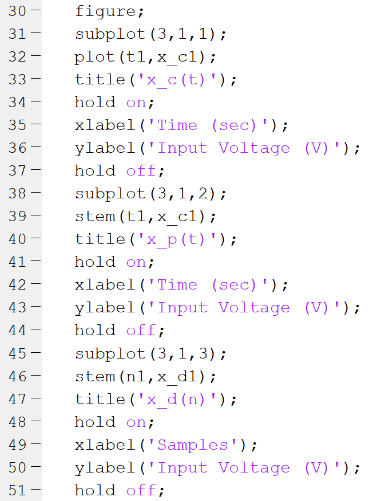 30 — figure;
31 — subplot(3,1,1);
32 — plot(t1,x_c1);
33 — title('x_c(t)');
34 — hold on;
35 — xlabel('Time (sec)');
36 — ylabel('Input Voltage (V)');
37 — hold off;
38 — subplot(3,1,2);
39 — stem(t1,x_c1);
40 — title('x_p(t)');
41 — hold on;
42 — xlabel('Time (sec)');
43 — ylabel('Input Voltage (V)');
44 — hold off;
45 — subplot(3,1,3);
46 — stem(n1,x_d1);
47 — title('x_d(n)');
48 — hold on;
49 — xlabel('Samples');
50 — ylabel('Input Voltage (V)');
51 — hold off;